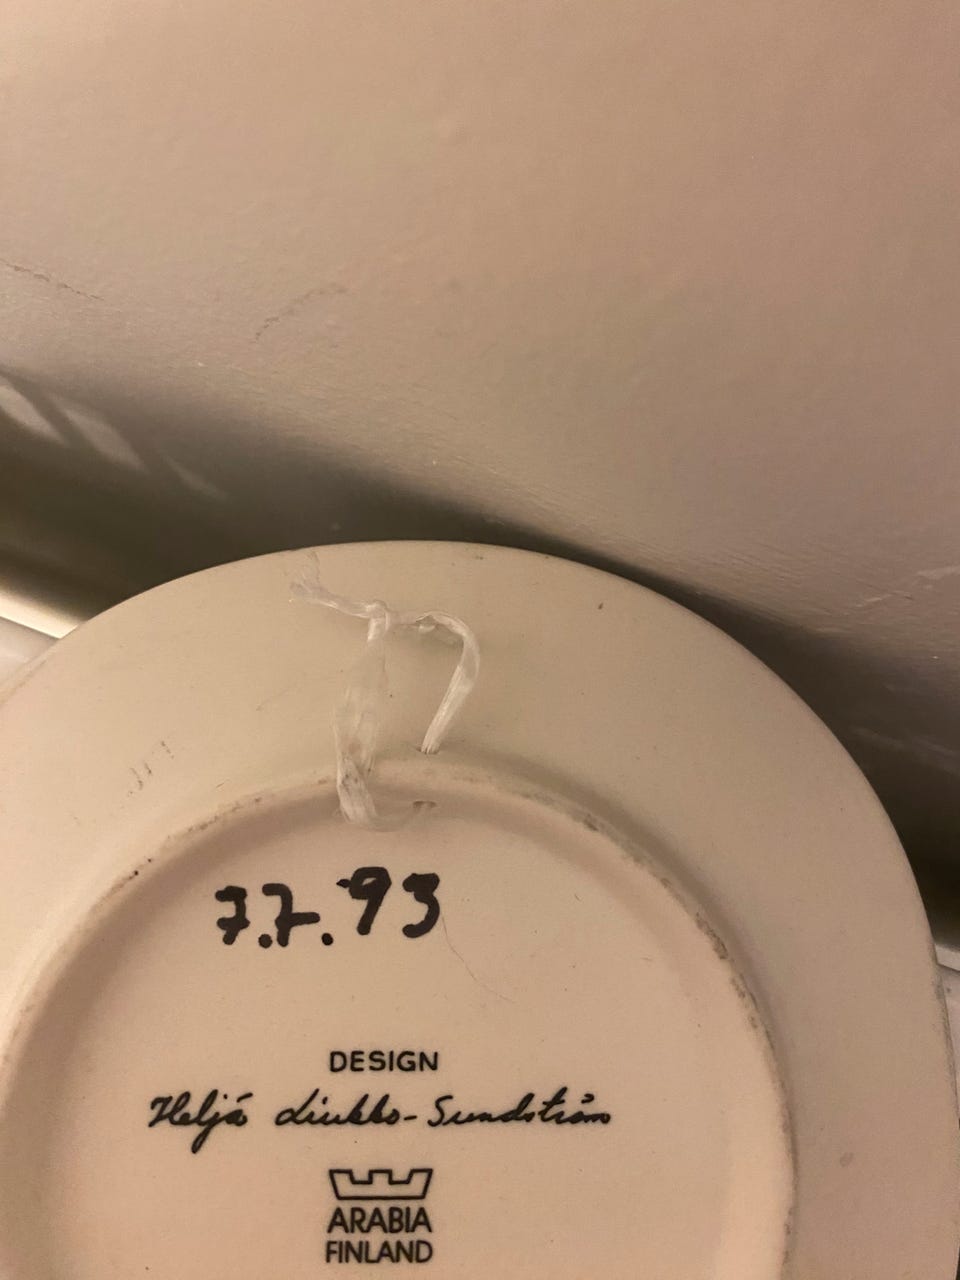 7.7.93
DESIGN
Heljä Liukko-Sundström
ARABIA
FINLAND